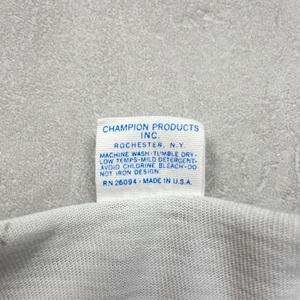 CHAMPION PRODUCTS
INC.
ROCHESTER, N.Y.
MACHINE WASH-TUMBLE DRY-
LOW TEMPS-MILD DETERGENT-
AVOID CHLORINE BLEACH-DO
NOT IRON DESIGN.
RN 26094 - MADE IN U.S.A.